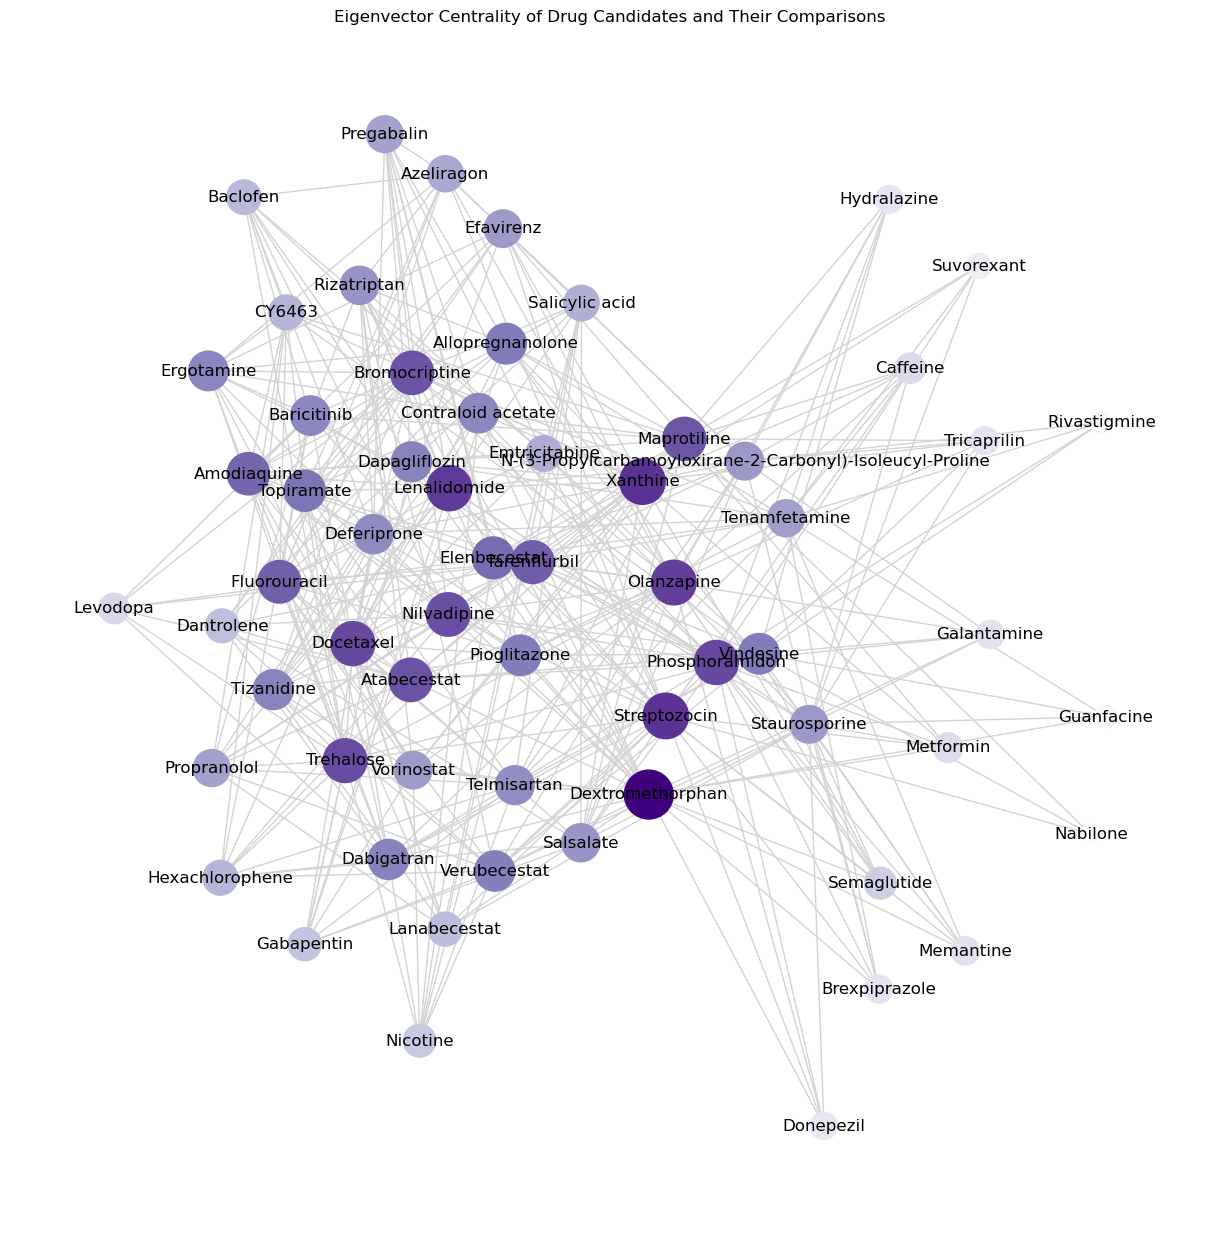 Eigenvector Centrality of Drug Candidates and Their Comparisons
Pregabalin
Azeliragon
Baclofen
Hydralazine
Efavirenz
Suvorexant
Rizatriptan
Salicylic acid
CY6463
Allopregnanolone
Caffeine
Ergotamine
Bromocriptine
Baricitinib
Contraloid acetate
Rivastigmine
Maprotiline
Tricaprilin
Emtricitabine
N-(3-Propylcarbamoyloxirane-2-Carbonyl)-Isoleucyl-Proline
Dapagliflozin
Amodiaquine
Xanthine
Lenalidomide
Topiramate
Tenamfetamine
Deferiprone
Elenbecestat
Tarenflurbil
Fluorouracil
Olanzapine
Levodopa
Nilvadipine
Dantrolene
Galantamine
Docetaxel
Pioglitazone
Vindesine
Phosphoramidon
Atabecestat
Tizanidine
Streptozocin
Guanfacine
Staurosporine
Metformin
Trehalose
Propranolol
Vorinostat
Telmisartan
Dextromethorphan
Nabilone
Salsalate
Dabigatran
Verubecestat
Hexachlorophene
Semaglutide
Lanabecestat
Gabapentin
Memantine
Brexpiprazole
Nicotine
Donepezil